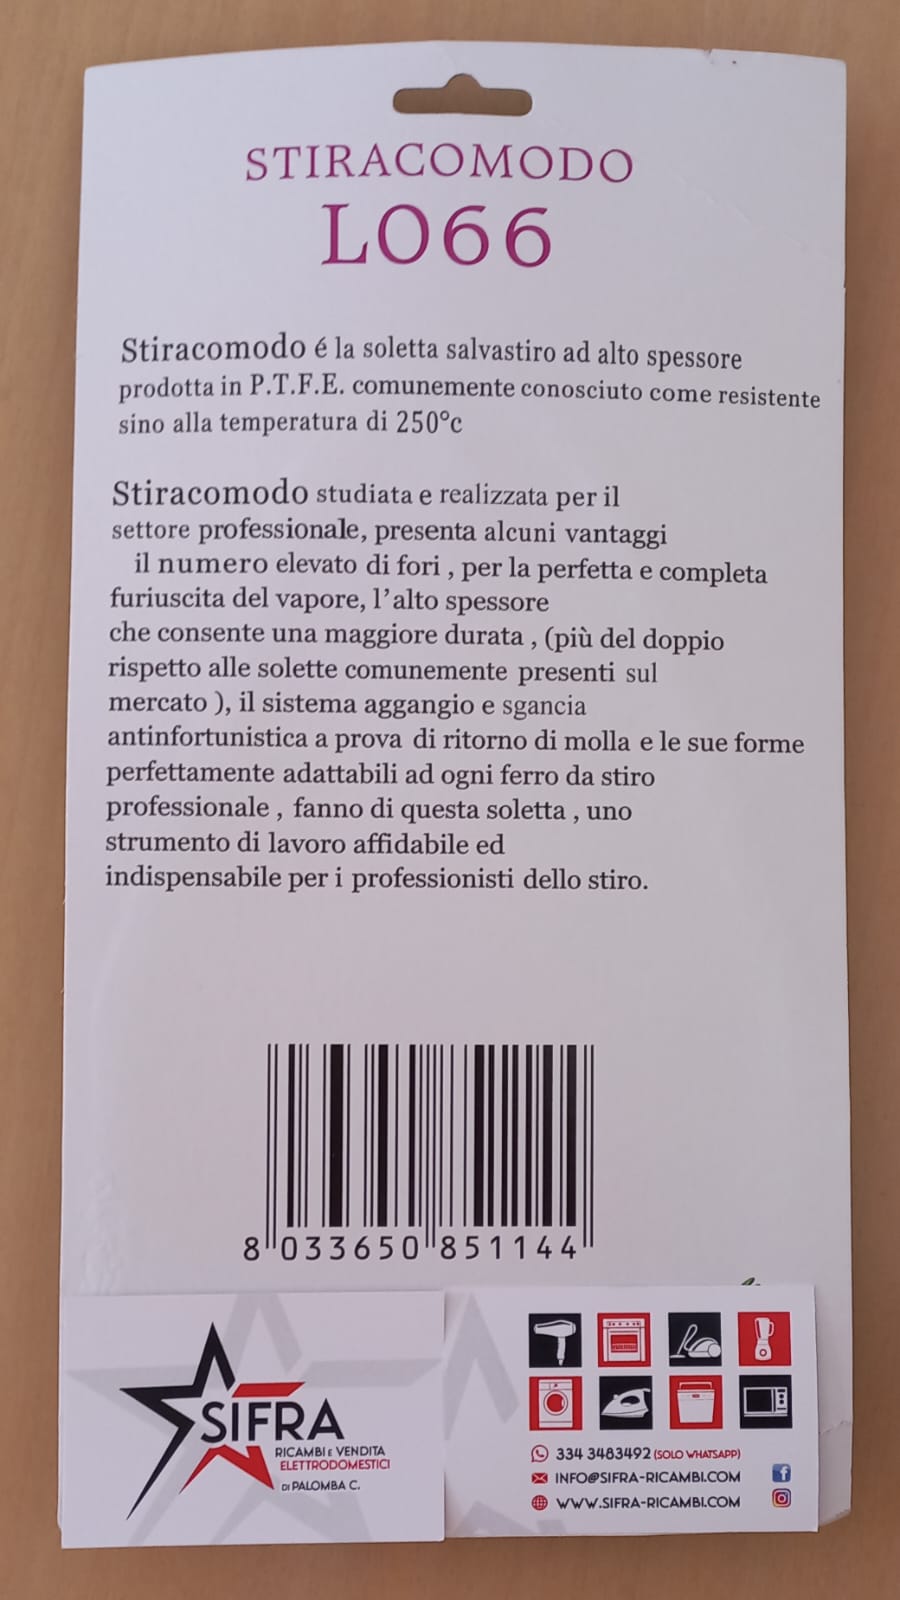 STIRACOMODO
LO66
Stiracomodo é la soletta salvastiro ad alto spessore
prodotta in P.T.F.E. comunemente conosciuto come resistente
sino alla temperatura di 250°c
Stiracomodo studiata e realizzata per il
settore professionale, presenta alcuni vantaggi
il numero elevato di fori , per la perfetta e completa
furiuscita del vapore, l'alto spessore
che consente una maggiore durata , (più del doppio
rispetto alle solette comunemente presenti sul
mercato ), il sistema aggangio e sgancia
antinfortunistica a prova di ritorno di molla e le sue forme
perfettamente adattabili ad ogni ferro da stiro
professionale , fanno di questa soletta , uno
strumento di lavoro affidabile ed
indispensabile per i professionisti dello stiro.
8 033650 851144
SIFRA
RICAMBI E VENDITA
ELETTRODOMESTICI
DI PALOMBA C.
334 3483492 (SOLO WHATSAPP)
INFO@SIFRA-RICAMBI.COM
WWW.SIFRA-RICAMBI.COM